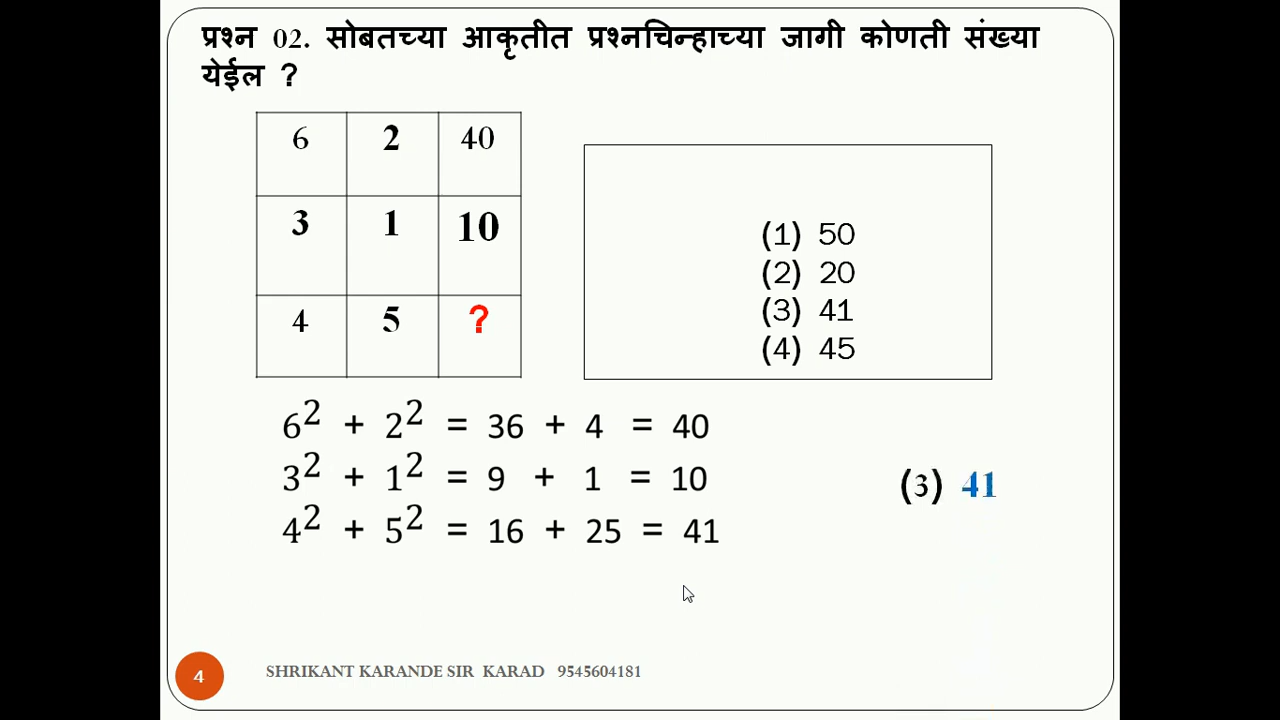 प्रश्न 02. सोबतच्या आकृतीत प्रश्नचिन्हाच्या जागी कोणती संख्या
येईल ?
6 2 40
3 1 10
4 5 ?
(1) 50
(2) 20
(3) 41
(4) 45
6² + 2² = 36 + 4 = 40
3² + 1² = 9 + 1 = 10
4² + 5² = 16 + 25 = 41
(3) 41
4 SHRIKANT KARANDE SIR KARAD 9545604181